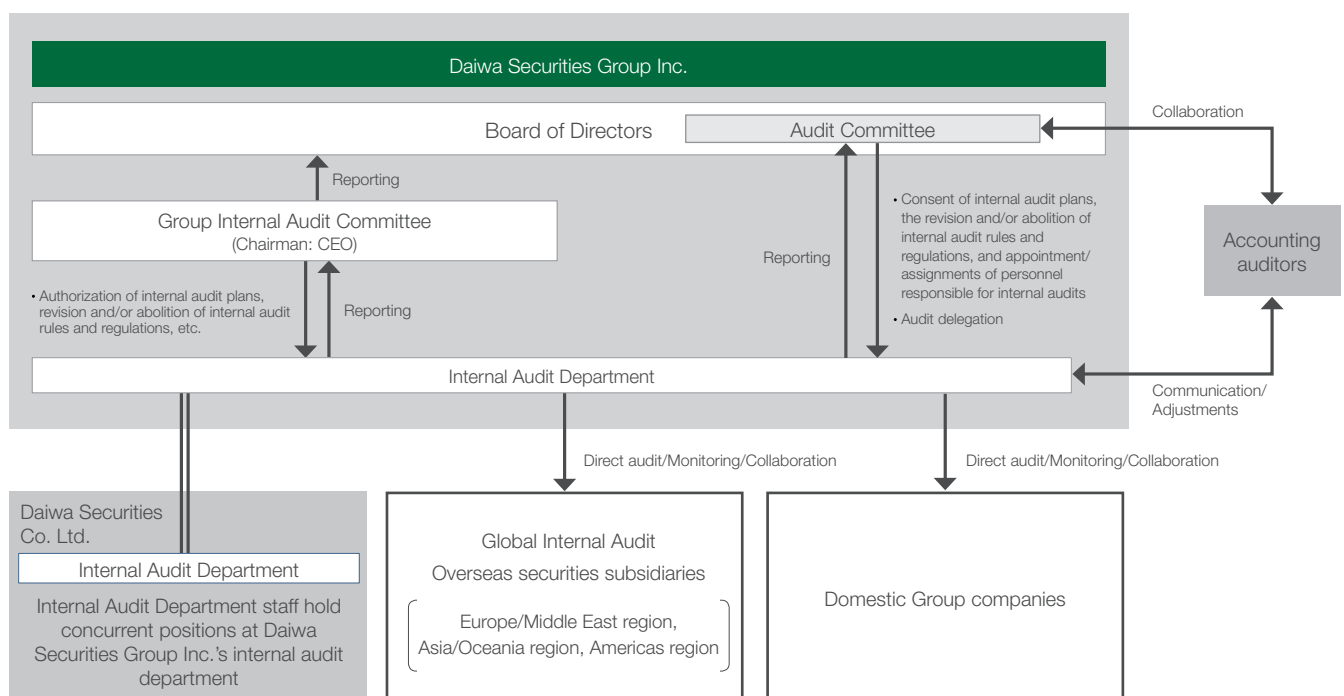 Daiwa Securities Group Inc.
Board of Directors
Audit Committee
Collaboration
Reporting
Group Internal Audit Committee
(Chairman: CEO)
• Consent of internal audit plans,
the revision and/or abolition of
internal audit rules and
regulations, and appointment/
assignments of personnel
responsible for internal audits
• Audit delegation
Reporting
Accounting
auditors
• Authorization of internal audit plans,
revision and/or abolition of internal audit
rules and regulations, etc.
Reporting
Internal Audit Department
Communication/
Adjustments
Direct audit/Monitoring/Collaboration
Direct audit/Monitoring/Collaboration
Daiwa Securities
Co. Ltd.
Internal Audit Department
Internal Audit Department staff hold
concurrent positions at Daiwa
Securities Group Inc.'s internal audit
department
Global Internal Audit
Overseas securities subsidiaries
Europe/Middle East region,
Asia/Oceania region, Americas region
Domestic Group companies